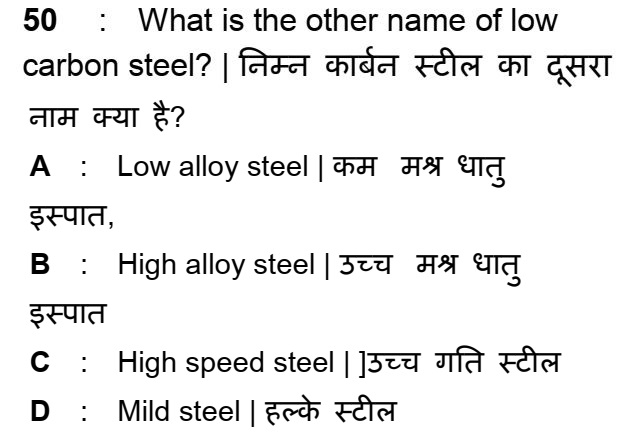 50 : What is the other name of low
carbon steel? | निम्न कार्बन स्टील का दूसरा
नाम क्या है?
A : Low alloy steel | कम मश्र धातु
इस्पात,
B : High alloy steel | उच्च मश्र धातु
इस्पात
C : High speed steel | ]उच्च गति स्टील
D : Mild steel | हल्के स्टील